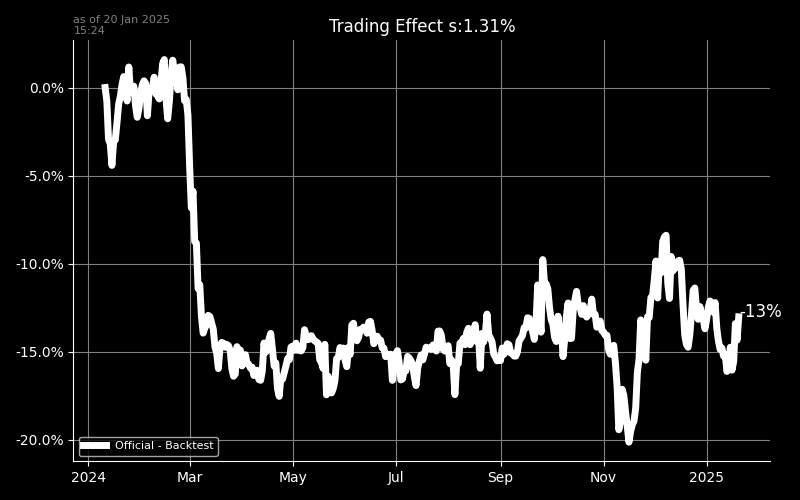 as of 20 Jan 2025
15:24
Trading Effect s:1.31%
0.0%
-5.0%
-10.0%
-13%
-15.0%
-20.0%
Official - Backtest
2024 Mar May Jul Sep Nov 2025